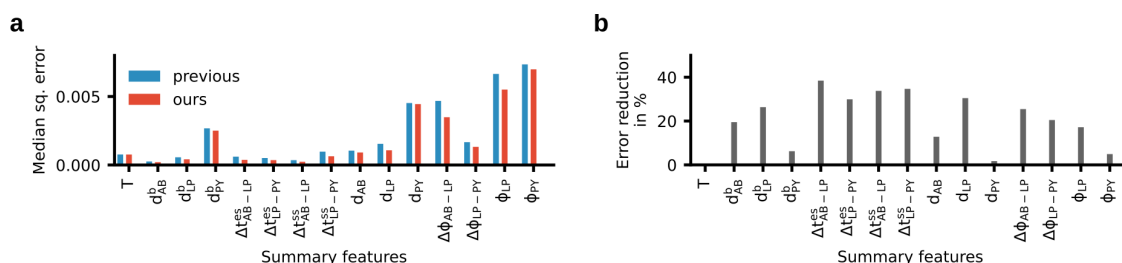 a
Median sq. error
0.005
0.000
previous
ours
T
d^b_AB
d^b_LP
d^b_PY
Δt^es_AB − LP
Δt^es_LP − PY
Δt^ss_AB − LP
Δt^ss_LP − PY
d_AB
d_LP
d_PY
Δϕ_AB − LP
Δϕ_LP − PY
ϕ_LP
ϕ_PY
Summary features
b
Error reduction
in %
40
20
0
T
d^b_AB
d^b_LP
d^b_PY
Δt^es_AB − LP
Δt^es_LP − PY
Δt^ss_AB − LP
Δt^ss_LP − PY
d_AB
d_LP
d_PY
Δϕ_AB − LP
Δϕ_LP − PY
ϕ_LP
ϕ_PY
Summary features